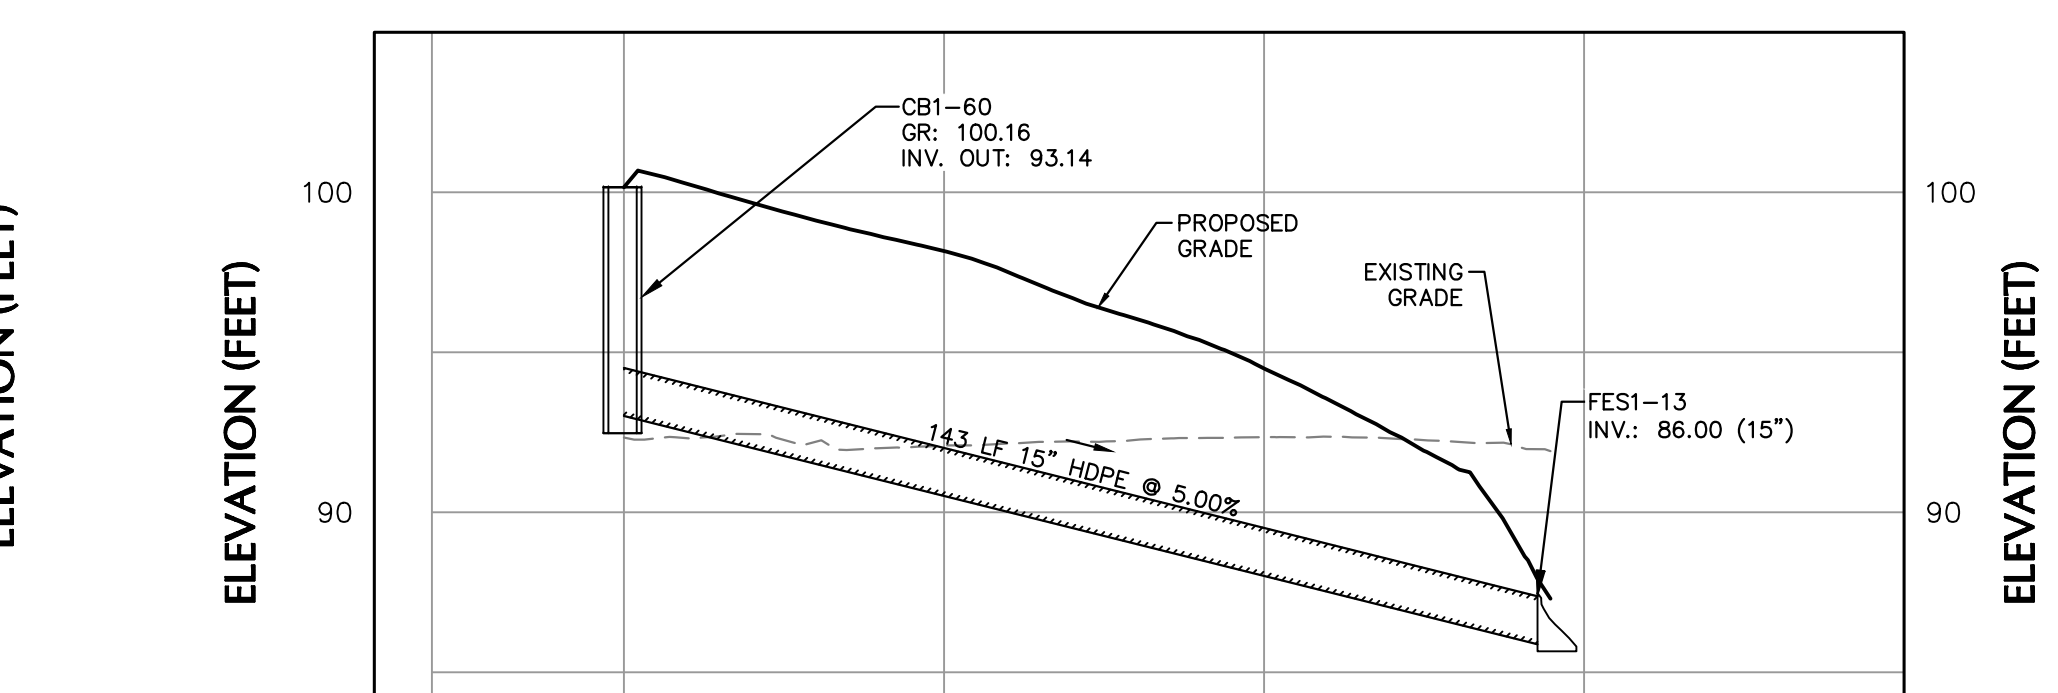 CB1-60
GR: 100.16
INV. OUT: 93.14
100
100
PROPOSED
GRADE
EXISTING
GRADE
ELEVATION (FEET)
ELEVATION (FEET)
ELEVATION (FEET)
FES1-13
INV.: 86.00 (15")
143 LF 15" HDPE @ 5.00%
90
90